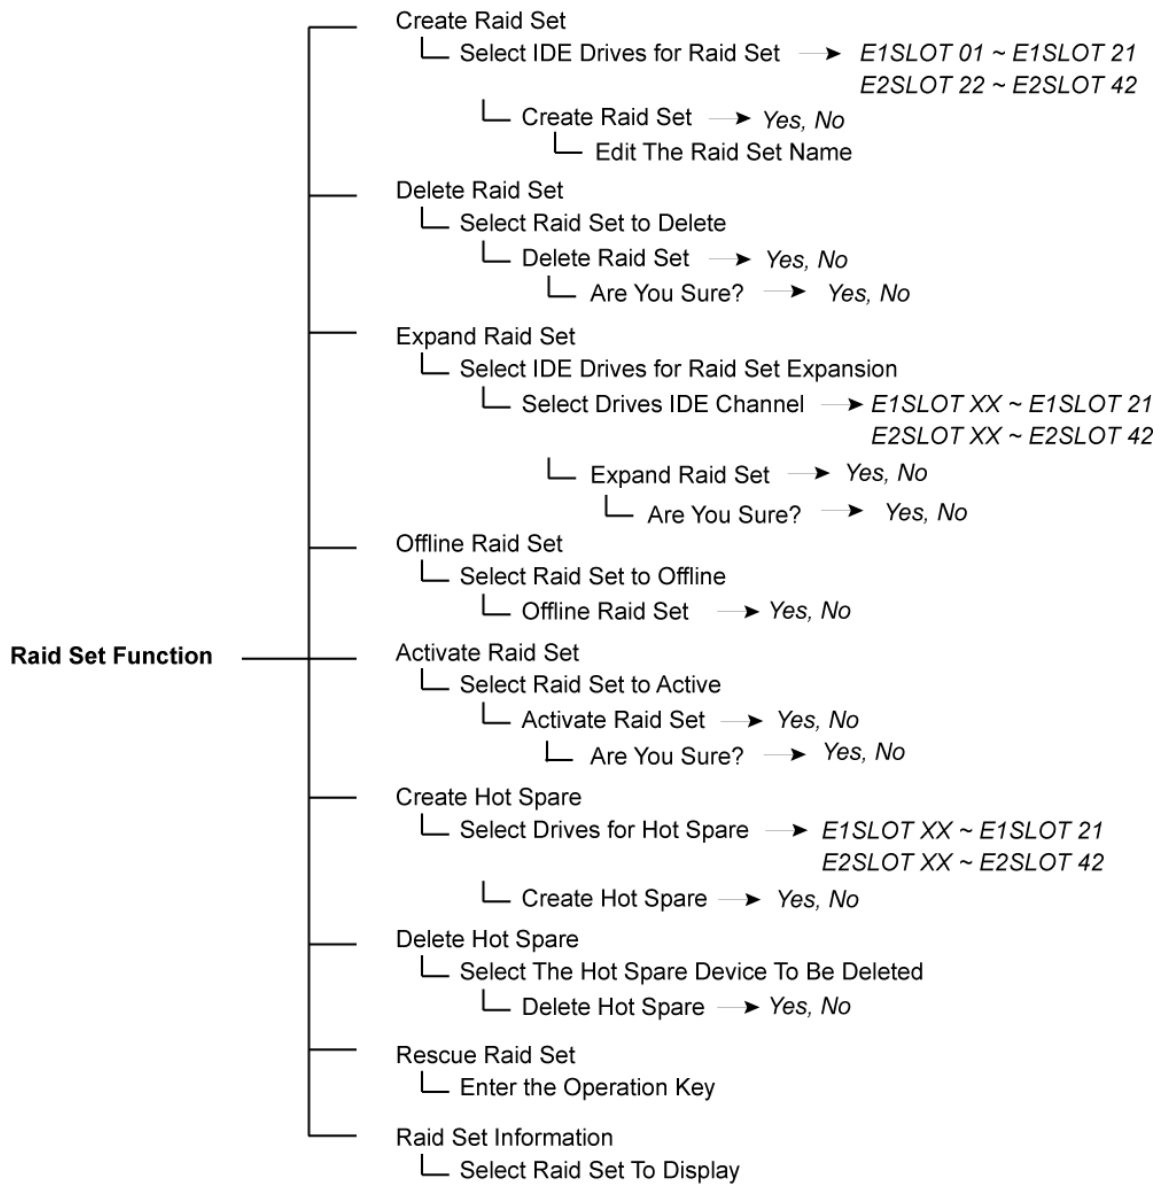 Create Raid Set
Select IDE Drives for Raid Set E1SLOT 01 ~ E1SLOT 21
E2SLOT 22 ~ E2SLOT 42
Create Raid Set Yes, No
Edit The Raid Set Name
Delete Raid Set
Select Raid Set to Delete
Delete Raid Set Yes, No
Are You Sure? Yes, No
Expand Raid Set
Select IDE Drives for Raid Set Expansion
Select Drives IDE Channel E1SLOT XX ~ E1SLOT 21
E2SLOT XX ~ E2SLOT 42
Expand Raid Set Yes, No
Are You Sure? Yes, No
Offline Raid Set
Select Raid Set to Offline
Offline Raid Set Yes, No
Raid Set Function
Activate Raid Set
Select Raid Set to Active
Activate Raid Set Yes, No
Are You Sure? Yes, No
Create Hot Spare
Select Drives for Hot Spare E1SLOT XX ~ E1SLOT 21
E2SLOT XX ~ E2SLOT 42
Create Hot Spare Yes, No
Delete Hot Spare
Select The Hot Spare Device To Be Deleted
Delete Hot Spare Yes, No
Rescue Raid Set
Enter the Operation Key
Raid Set Information
Select Raid Set To Display